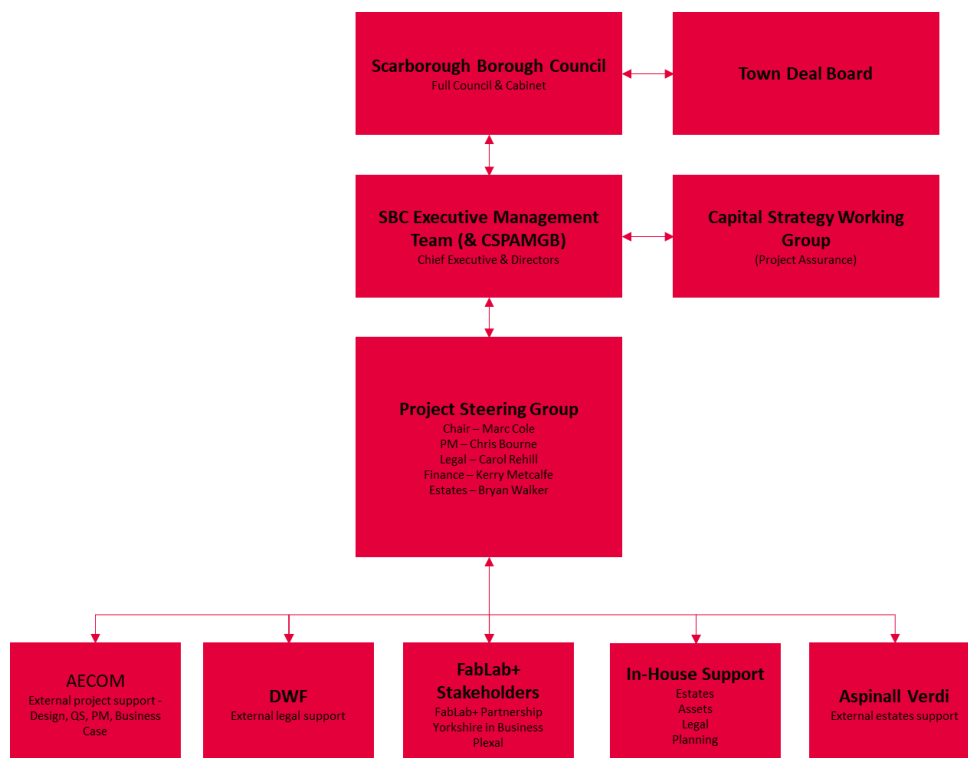 Scarborough Borough Council
Full Council & Cabinet
Town Deal Board
SBC Executive Management
Team (& CSPAMGB)
Chief Executive & Directors
Capital Strategy Working
Group
(Project Assurance)
Project Steering Group
Chair – Marc Cole
PM – Chris Bourne
Legal – Carol Rehill
Finance – Kerry Metcalfe
Estates – Bryan Walker
AECOM
External project support -
Design, QS, PM, Business
Case
DWF
External legal support
FabLab+
Stakeholders
FabLab+ Partnership
Yorkshire in Business
Plexal
In-House Support
Estates
Assets
Legal
Planning
Aspinall Verdi
External estates support